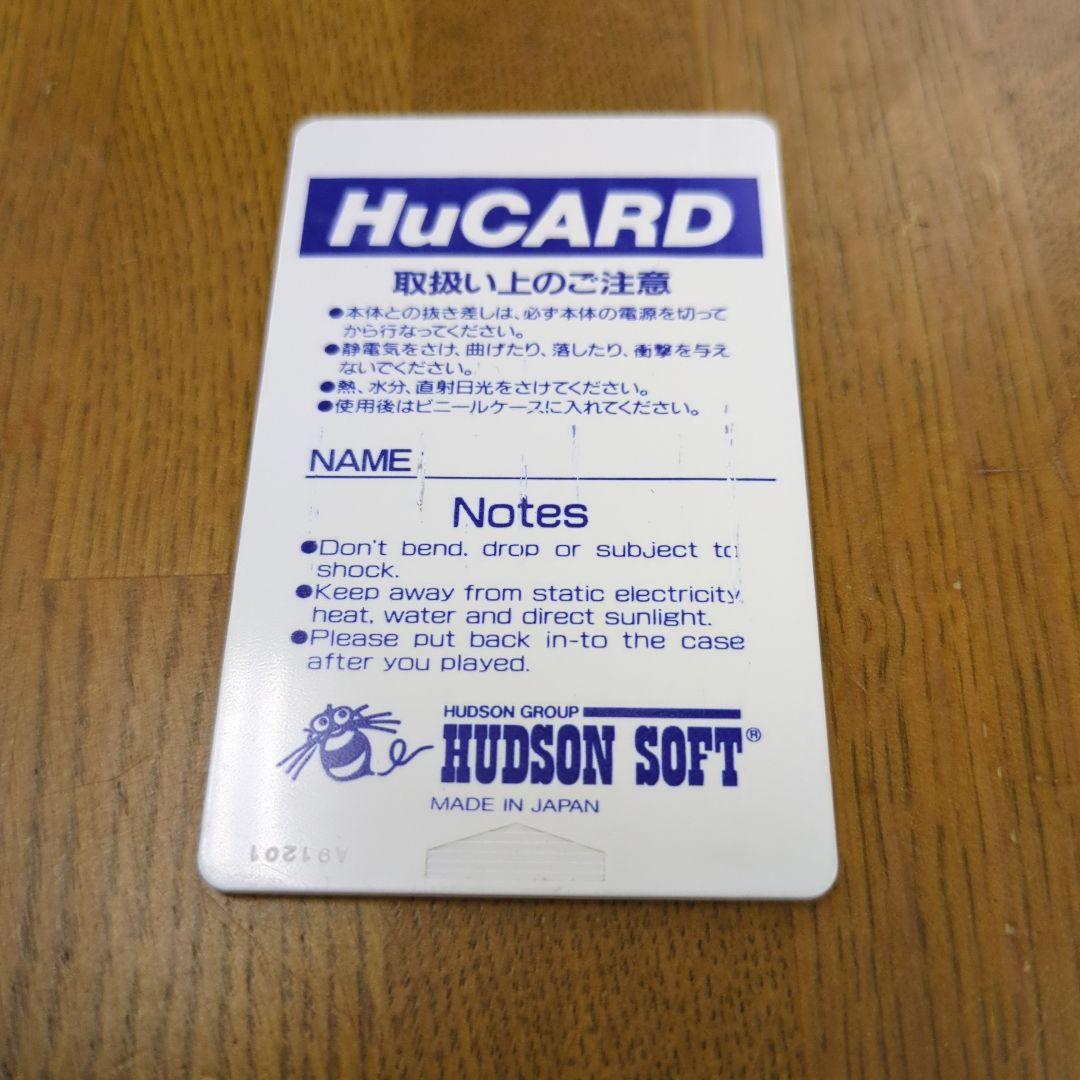 HuCARD
取扱い上のご注意
●本体との抜き差しは、必ず本体の電源を切って
から行なってください。
●静電気をさけ、曲げたり、落したり、衝撃を与え
ないでください。
●熱、水分、直射日光をさけてください。
●使用後はビニールケースに入れてください。
NAME
Notes
●Don't bend, drop or subject to
shock.
●Keep away from static electricity,
heat, water and direct sunlight.
●Please put back in-to the case
after you played.
HUDSON GROUP
HUDSON SOFT®
MADE IN JAPAN
A91201